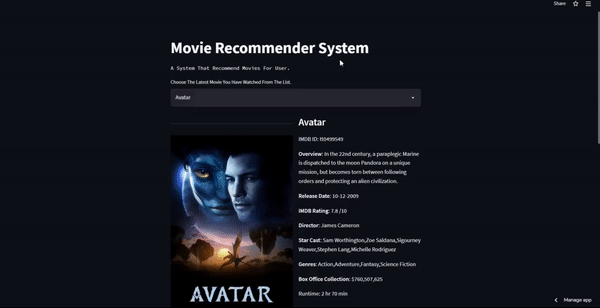 Share
Movie Recommender System
A System That Recommend Movies For User.
Choose The Latest Movie You Have Watched From The List.
Avatar
Avatar
IMDB ID: tt0499549
Overview: In the 22nd century, a paraplegic Marine
is dispatched to the moon Pandora on a unique
mission, but becomes torn between following
orders and protecting an alien civilization.
Release Date: 10-12-2009
IMDB Rating: 7.8 /10
Director: James Cameron
Star Cast: Sam Worthington,Zoe Saldana,Sigourney
Weaver,Stephen Lang,Michelle Rodriguez
Genres: Action,Adventure,Fantasy,Science Fiction
Box Office Collection: $760,507,625
Runtime: 2 hr 70 min
AVATAR
Manage app